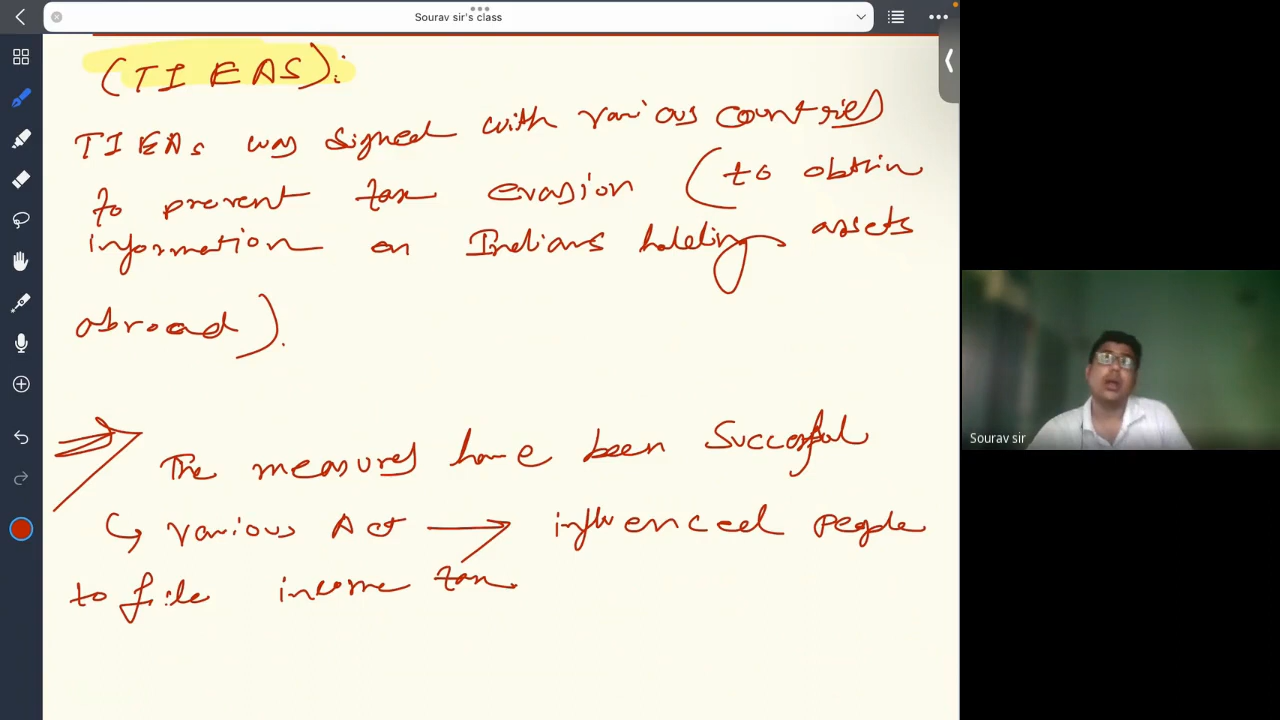 Sourav sir's class
(TIEAS):
TIEAs was signed with various countries
to prevent tax evasion (to obtain
information on Indians holding assets
abroad).
The measures have been successful
various Act → influenced people
to file income tax
Sourav sir